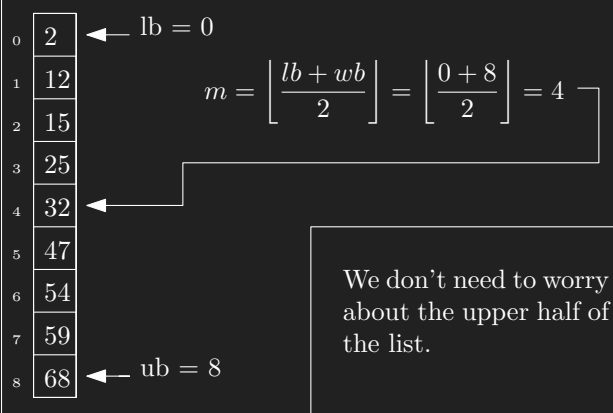 0 2 lb = 0
1 12
m = ⌊(lb + wb)/2⌋ = ⌊(0 + 8)/2⌋ = 4
2 15
3 25
4 32
5 47
6 54
7 59
8 68 ub = 8
We don't need to worry
about the upper half of
the list.